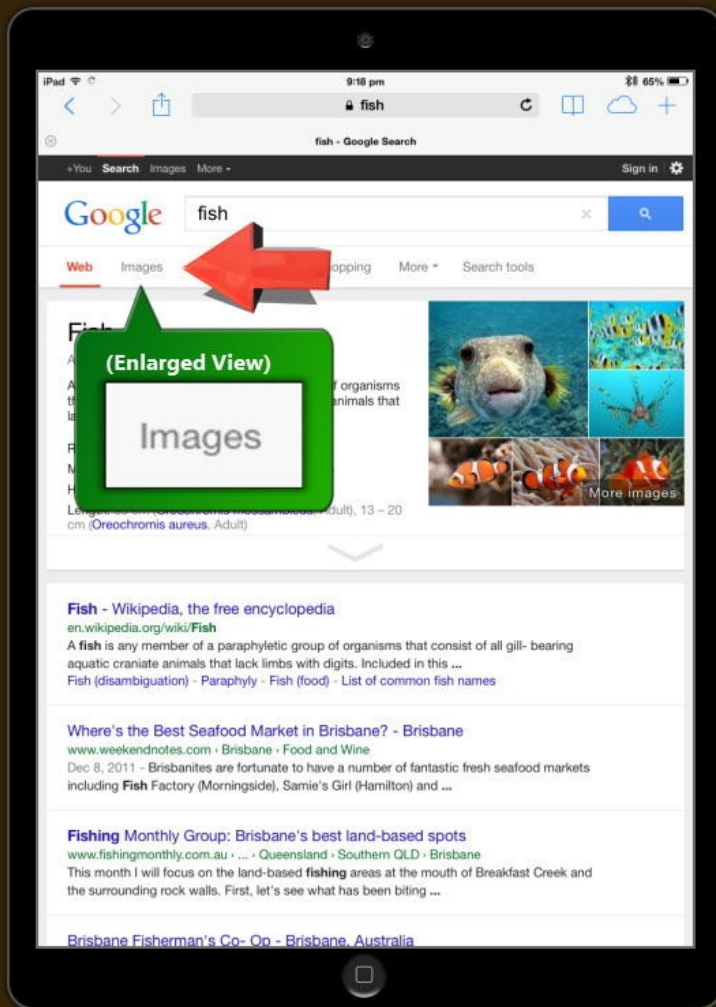 iPad 9:18 pm 65%
fish
fish - Google Search
+You Search Images More Sign in
Google fish
Web Images opping More Search tools
(Enlarged View)
Images
f organisms
nimals that
Adult), 13 – 20
cm (Oreochromis aureus, Adult)
More images
Fish - Wikipedia, the free encyclopedia
en.wikipedia.org/wiki/Fish
A fish is any member of a paraphyletic group of organisms that consist of all gill- bearing
aquatic craniate animals that lack limbs with digits. Included in this ...
Fish (disambiguation) - Paraphyly - Fish (food) - List of common fish names
Where's the Best Seafood Market in Brisbane? - Brisbane
www.weekendnotes.com › Brisbane › Food and Wine
Dec 8, 2011 - Brisbanites are fortunate to have a number of fantastic fresh seafood markets
including Fish Factory (Morningside), Samie's Girl (Hamilton) and ...
Fishing Monthly Group: Brisbane's best land-based spots
www.fishingmonthly.com.au › ... › Queensland › Southern QLD › Brisbane
This month I will focus on the land-based fishing areas at the mouth of Breakfast Creek and
the surrounding rock walls. First, let's see what has been biting ...
Brisbane Fisherman's Co- Op - Brisbane, Australia